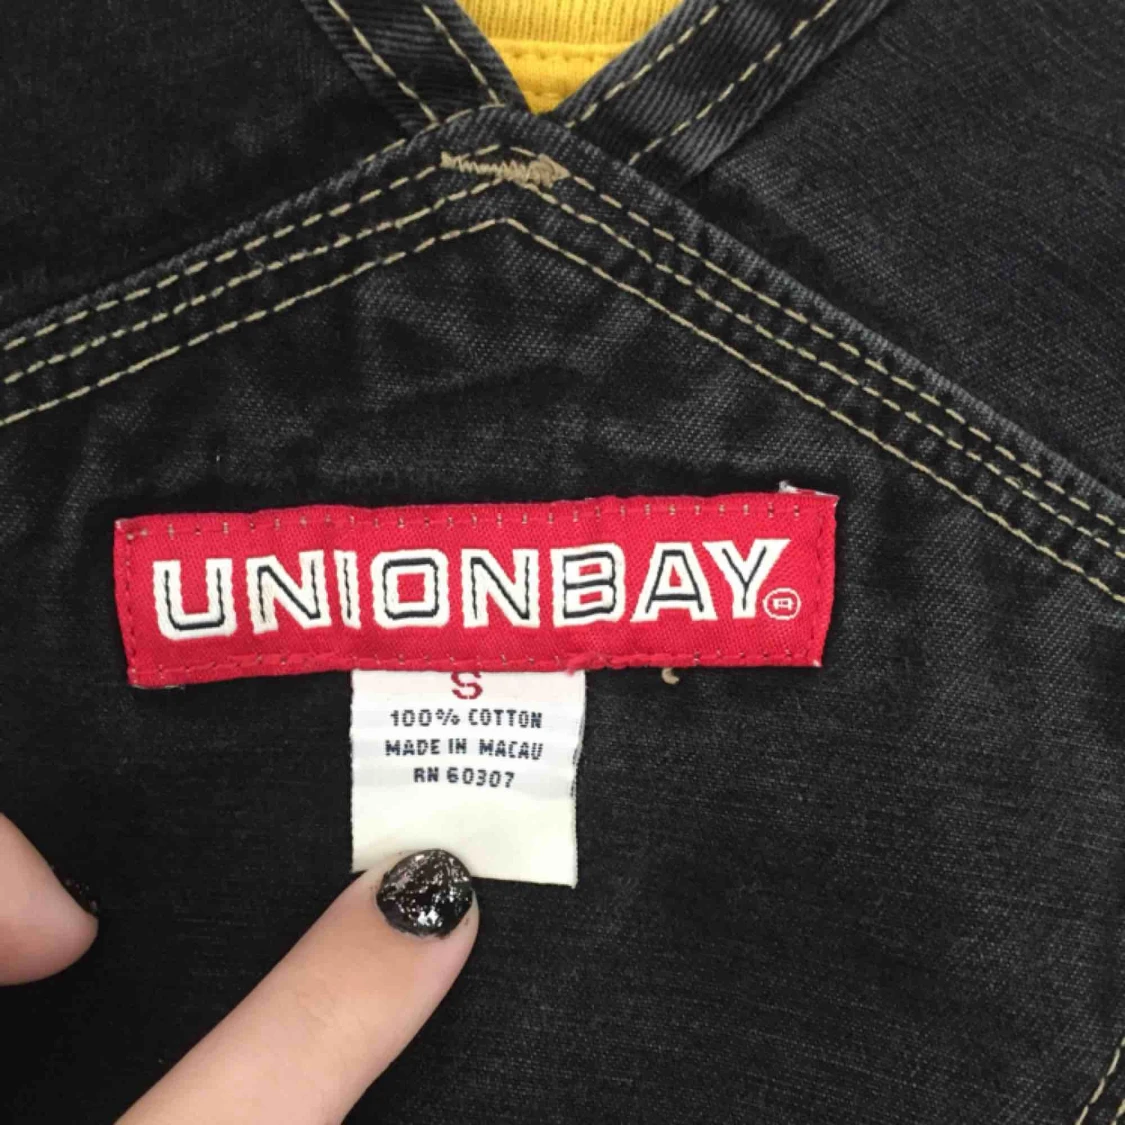 UNIONBAY®
S
100% COTTON
MADE IN MACAU
RN 60307